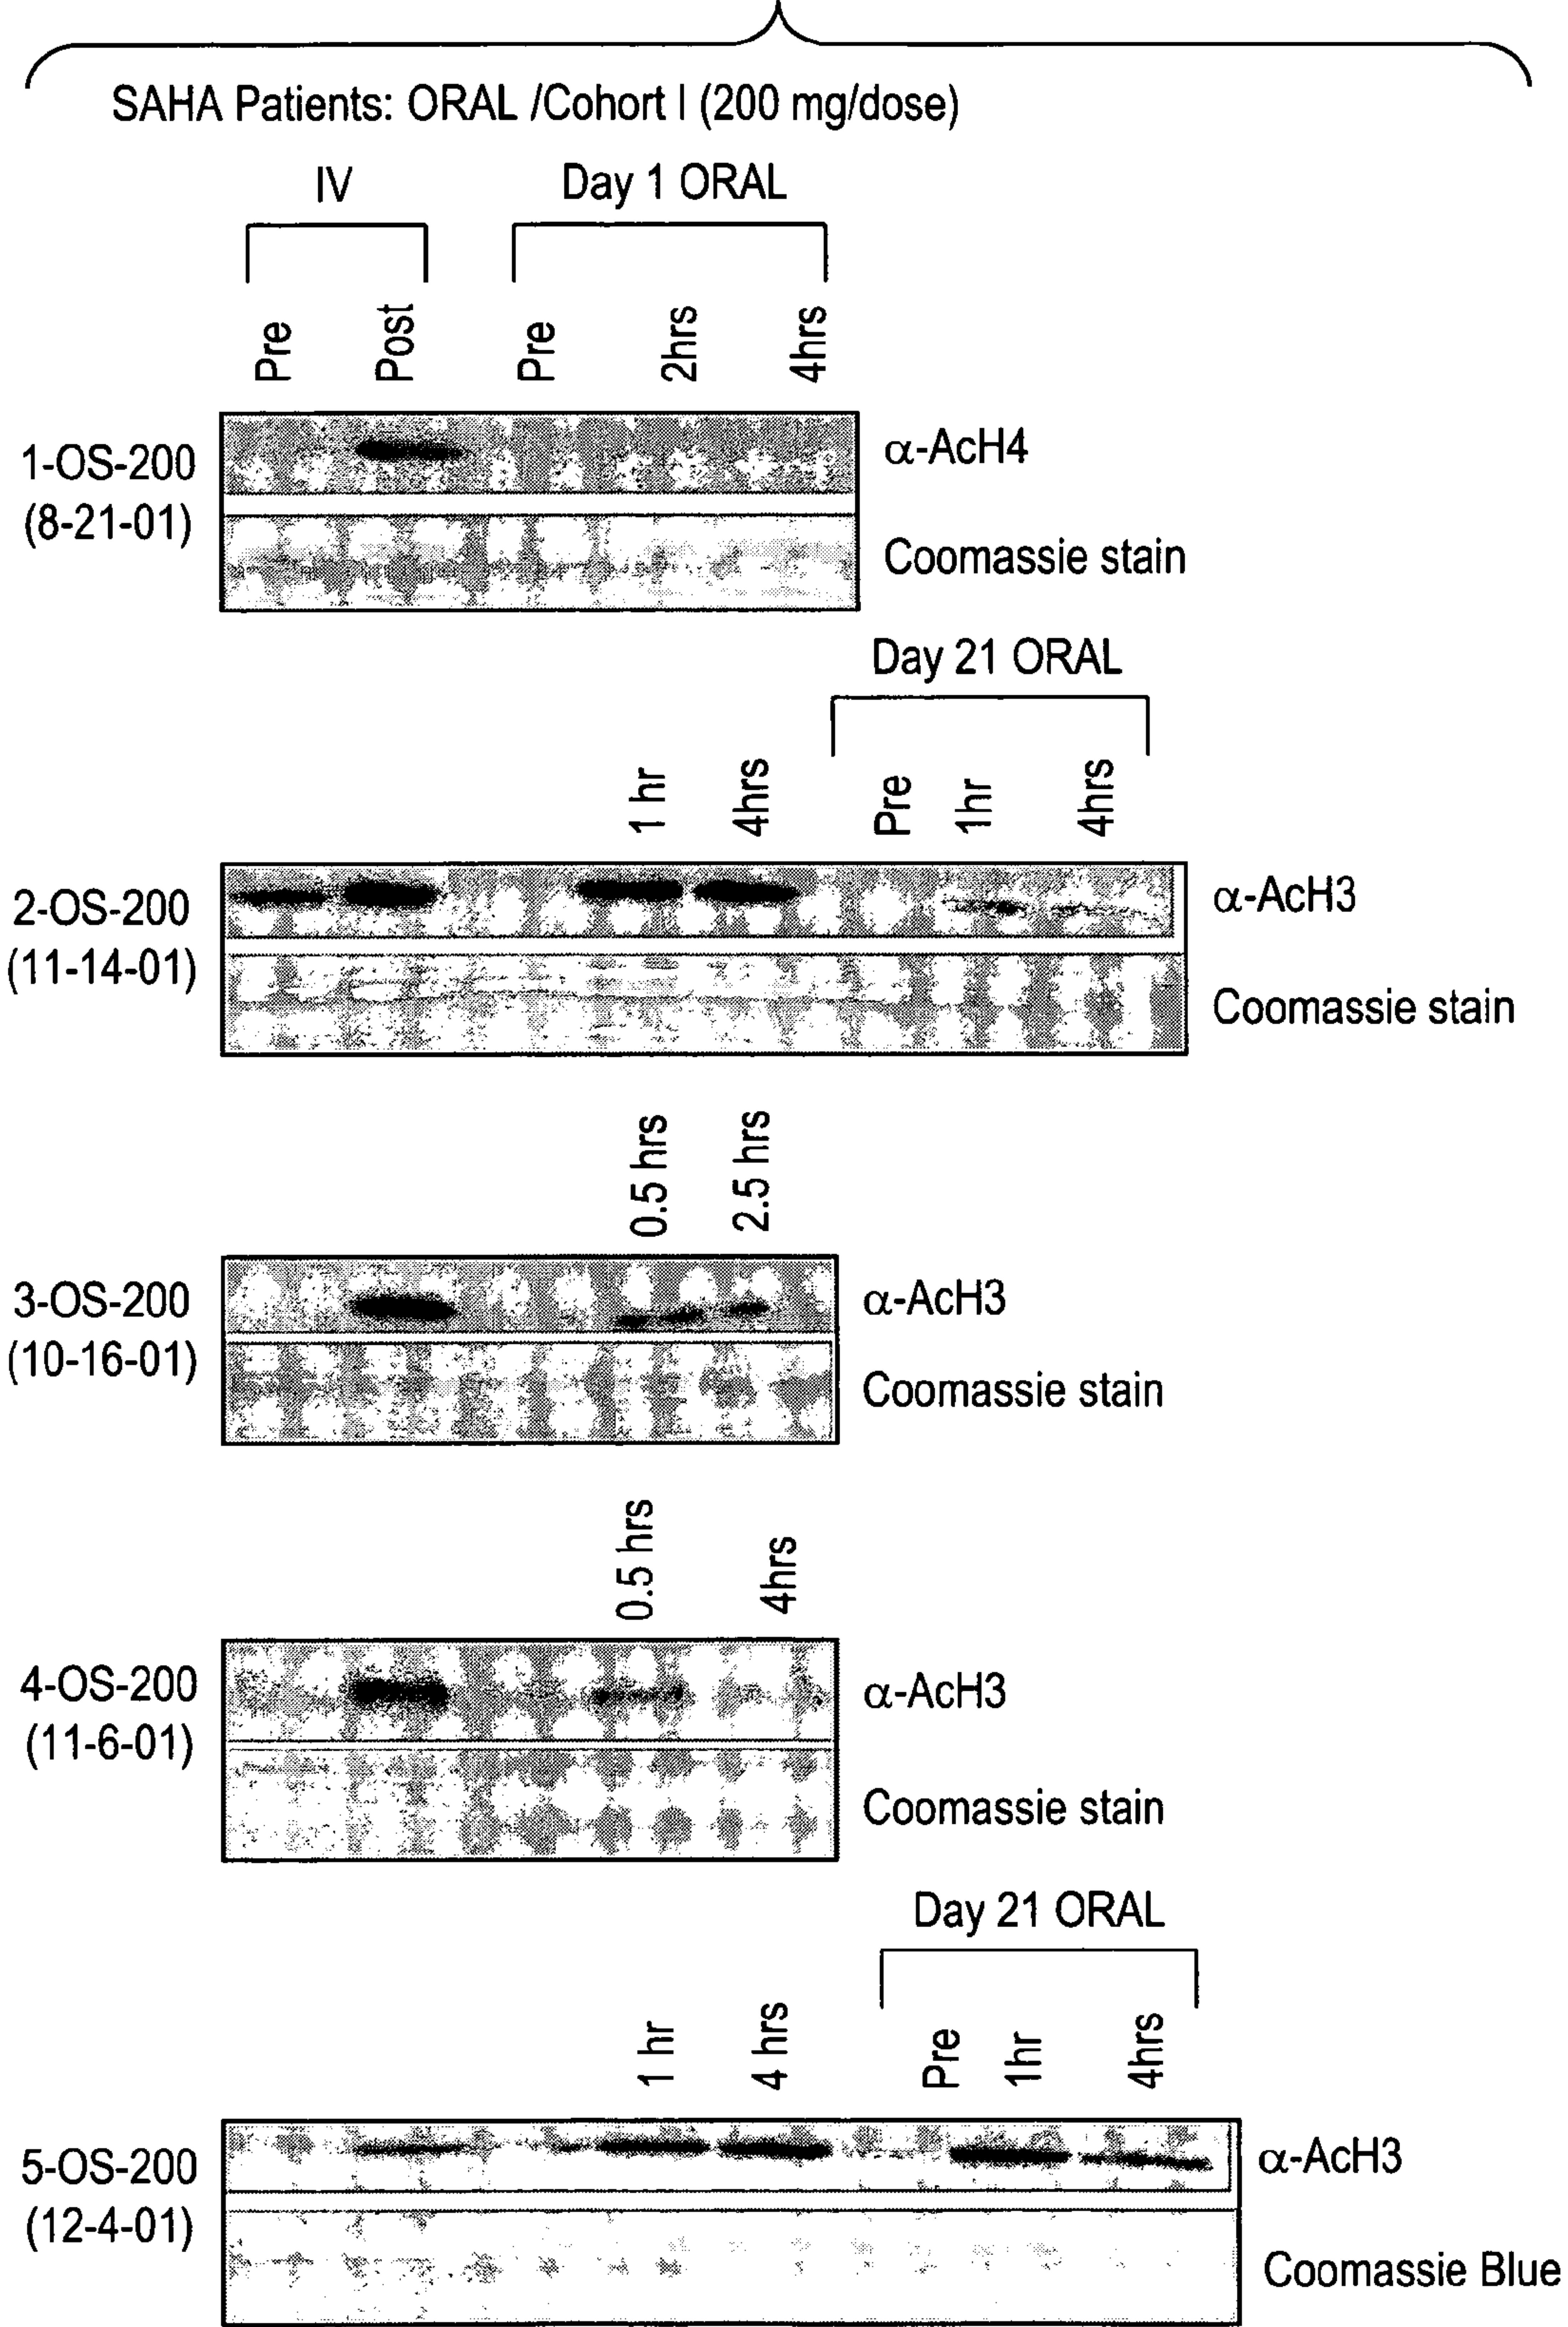 SAHA Patients: ORAL /Cohort I (200 mg/dose)
IV
Day 1 ORAL
Pre
Post
Pre
2hrs
4hrs
1-OS-200
(8-21-01)
α-AcH4
Coomassie stain
Day 21 ORAL
1 hr
4hrs
Pre
1hr
4hrs
2-OS-200
(11-14-01)
α-AcH3
Coomassie stain
0.5 hrs
2.5 hrs
3-OS-200
(10-16-01)
α-AcH3
Coomassie stain
0.5 hrs
4hrs
4-OS-200
(11-6-01)
α-AcH3
Coomassie stain
Day 21 ORAL
1 hr
4 hrs
Pre
1hr
4hrs
5-OS-200
(12-4-01)
α-AcH3
Coomassie Blue